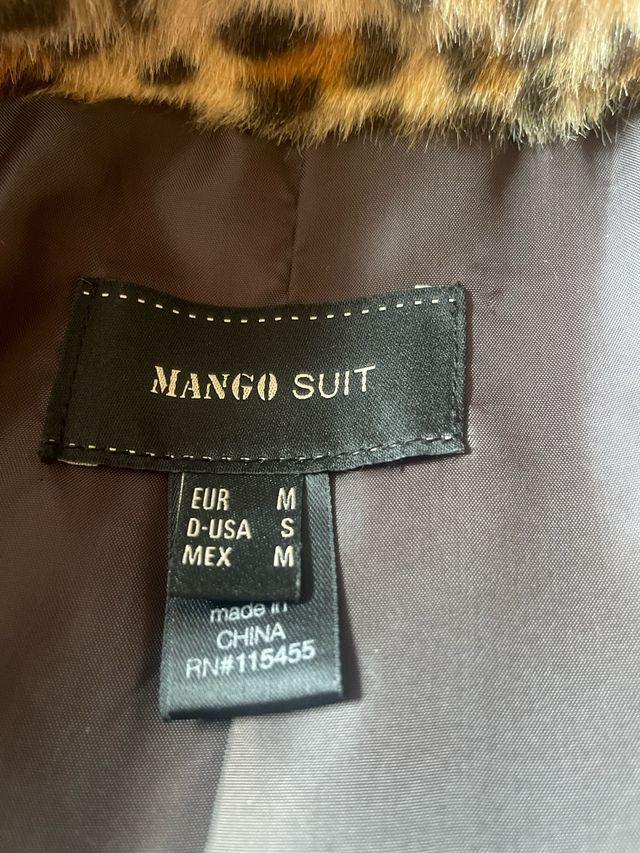 MANGO SUIT
EUR M
D-USA S
MEX M
made in
CHINA
RN#115455